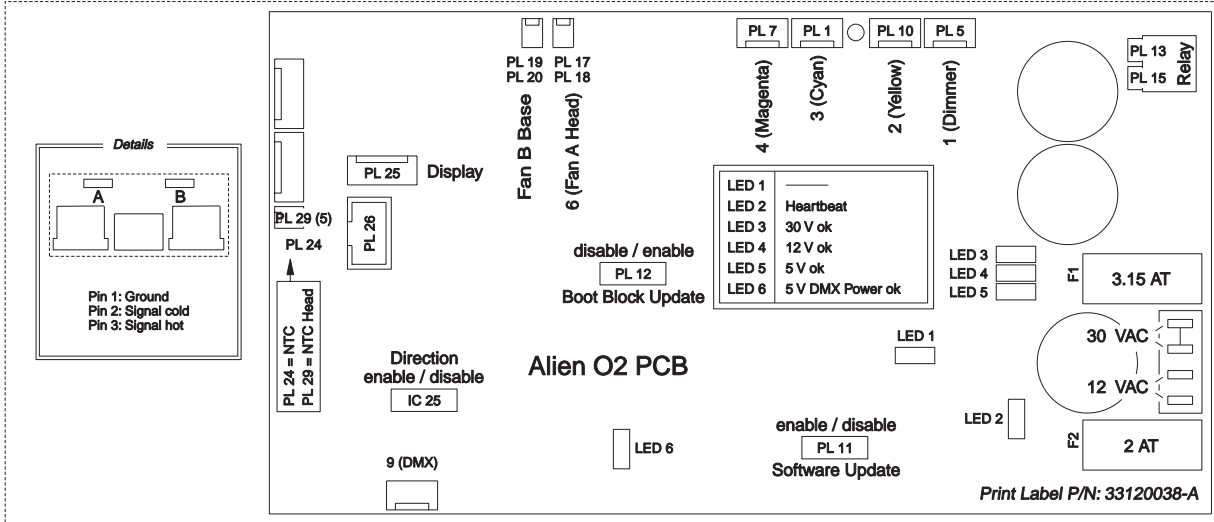 Details
A B
Pin 1: Ground
Pin 2: Signal cold
Pin 3: Signal hot
PL 29 (5)
PL 24
PL 24 = NTC
PL 29 = NTC Head
PL 25
Display
PL 26
Direction
enable / disable
IC 25
9 (DMX)
PL 19
PL 20
Fan B Base
PL 17
PL 18
6 (Fan A Head)
disable / enable
PL 12
Boot Block Update
Alien O2 PCB
LED 6
PL 7
4 (Magenta)
PL 1
3 (Cyan)
PL 10
2 (Yellow)
PL 5
1 (Dimmer)
LED 1 ———
LED 2 Heartbeat
LED 3 30 V ok
LED 4 12 V ok
LED 5 5 V ok
LED 6 5 V DMX Power ok
enable / disable
PL 11
Software Update
PL 13
PL 15
Relay
LED 3
LED 4
LED 5
F1
3.15 AT
LED 1
30 VAC
12 VAC
LED 2
F2
2 AT
Print Label P/N: 33120038-A